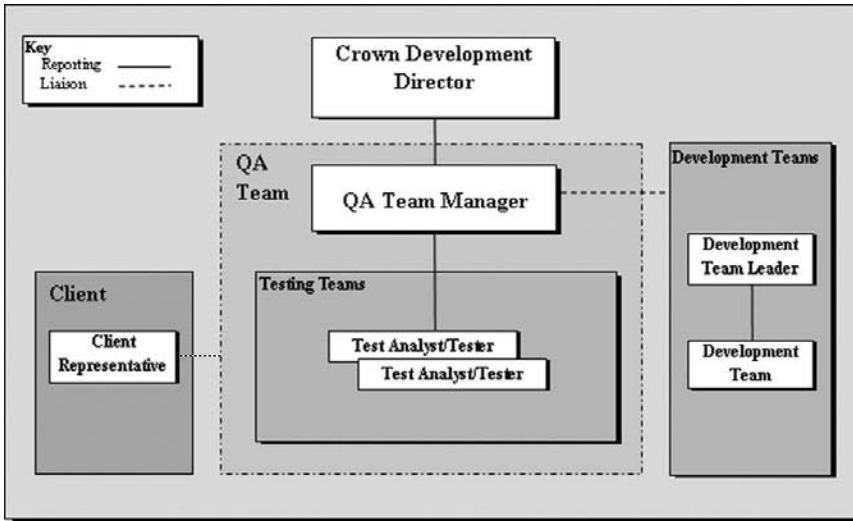 Key
Reporting
Liaison
Crown Development
Director
QA
Team
QA Team Manager
Development Teams
Development
Team Leader
Development
Team
Client
Client
Representative
Testing Teams
Test Analyst/Tester
Test Analyst/Tester